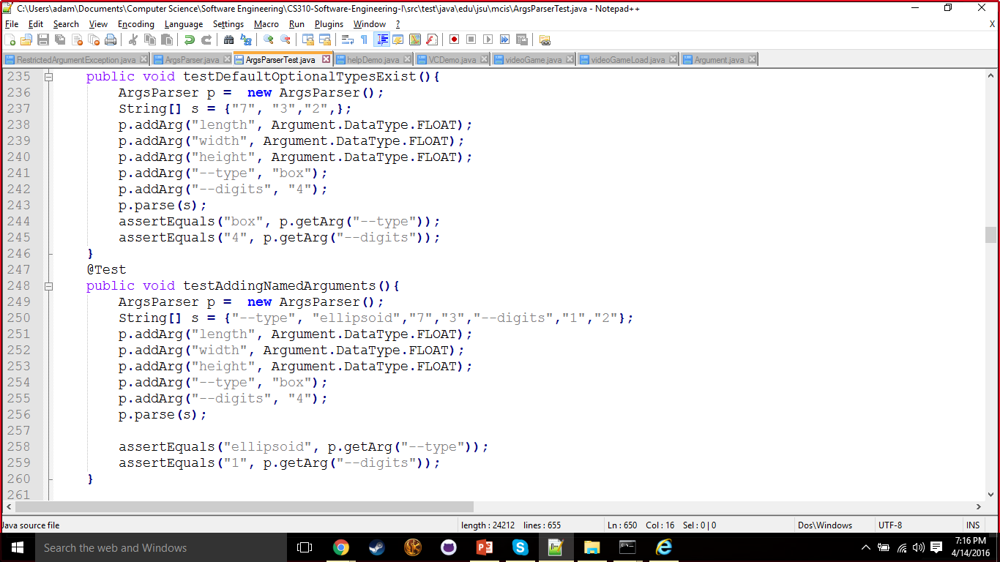 C:\Users\adam\Documents\Computer Science\Software Engineering\CS310-Software-Engineering-I\src\test\java\edu\jsu\mcis\ArgsParserTest.java - Notepad++
File Edit Search View Encoding Language Settings Macro Run Plugins Window ? X
RestrictedArgumentException.java ArgsParser.java ArgsParserTest.java helpDemo.java VCDemo.java videoGame.java videoGameLoad.java Argument.java
235 public void testDefaultOptionalTypesExist(){
236 ArgsParser p =  new ArgsParser();
237 String[] s = {"7", "3","2",};
238 p.addArg("length", Argument.DataType.FLOAT);
239 p.addArg("width", Argument.DataType.FLOAT);
240 p.addArg("height", Argument.DataType.FLOAT);
241 p.addArg("--type", "box");
242 p.addArg("--digits", "4");
243 p.parse(s);
244 assertEquals("box", p.getArg("--type"));
245 assertEquals("4", p.getArg("--digits"));
246 }
247 @Test
248 public void testAddingNamedArguments(){
249 ArgsParser p =  new ArgsParser();
250 String[] s = {"--type", "ellipsoid","7","3","--digits","1","2"};
251 p.addArg("length", Argument.DataType.FLOAT);
252 p.addArg("width", Argument.DataType.FLOAT);
253 p.addArg("height", Argument.DataType.FLOAT);
254 p.addArg("--type", "box");
255 p.addArg("--digits", "4");
256 p.parse(s);
257
258 assertEquals("ellipsoid", p.getArg("--type"));
259 assertEquals("1", p.getArg("--digits"));
260 }
261
Java source file length : 24212 lines : 655 Ln : 650 Col : 16 Sel : 0 | 0 Dos\Windows UTF-8 INS
Search the web and Windows
7:16 PM
4/14/2016